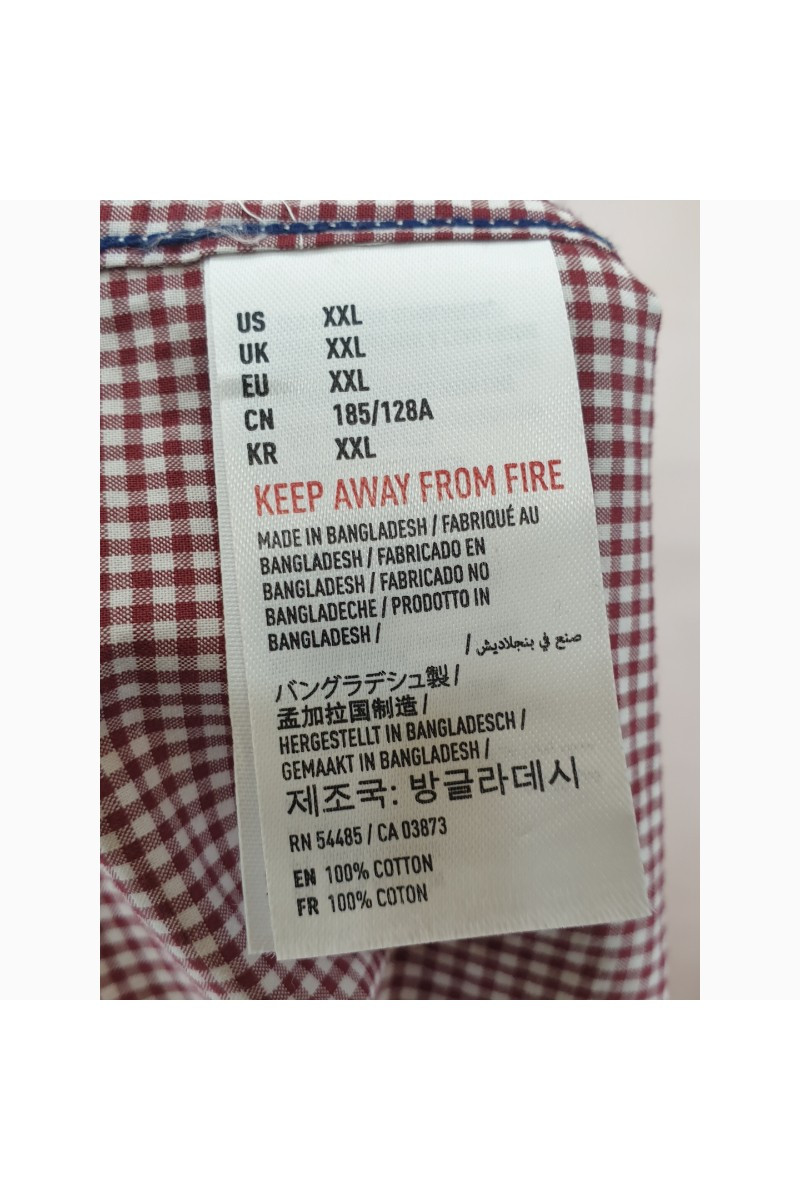 US XXL
UK XXL
EU XXL
CN 185/128A
KR XXL
KEEP AWAY FROM FIRE
MADE IN BANGLADESH / FABRIQUÉ AU
BANGLADESH / FABRICADO EN
BANGLADESH / FABRICADO NO
BANGLADECHE / PRODOTTO IN
BANGLADESH / صنع في بنجلاديش /
バングラデシュ製 /
孟加拉国制造 /
HERGESTELLT IN BANGLADESCH /
GEMAAKT IN BANGLADESH /
제조국: 방글라데시
RN 54485 / CA 03873
EN 100% COTTON
FR 100% COTON